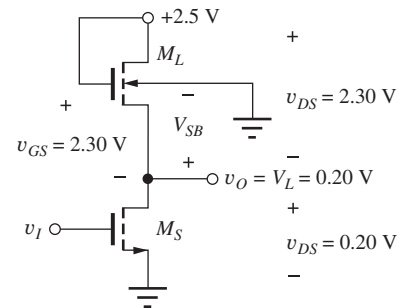 +2.5 V
+
M_L
+
−
v_DS = 2.30 V
V_SB
v_GS = 2.30 V
+
−
−
v_O = V_L = 0.20 V
+
v_I
M_S
v_DS = 0.20 V
−